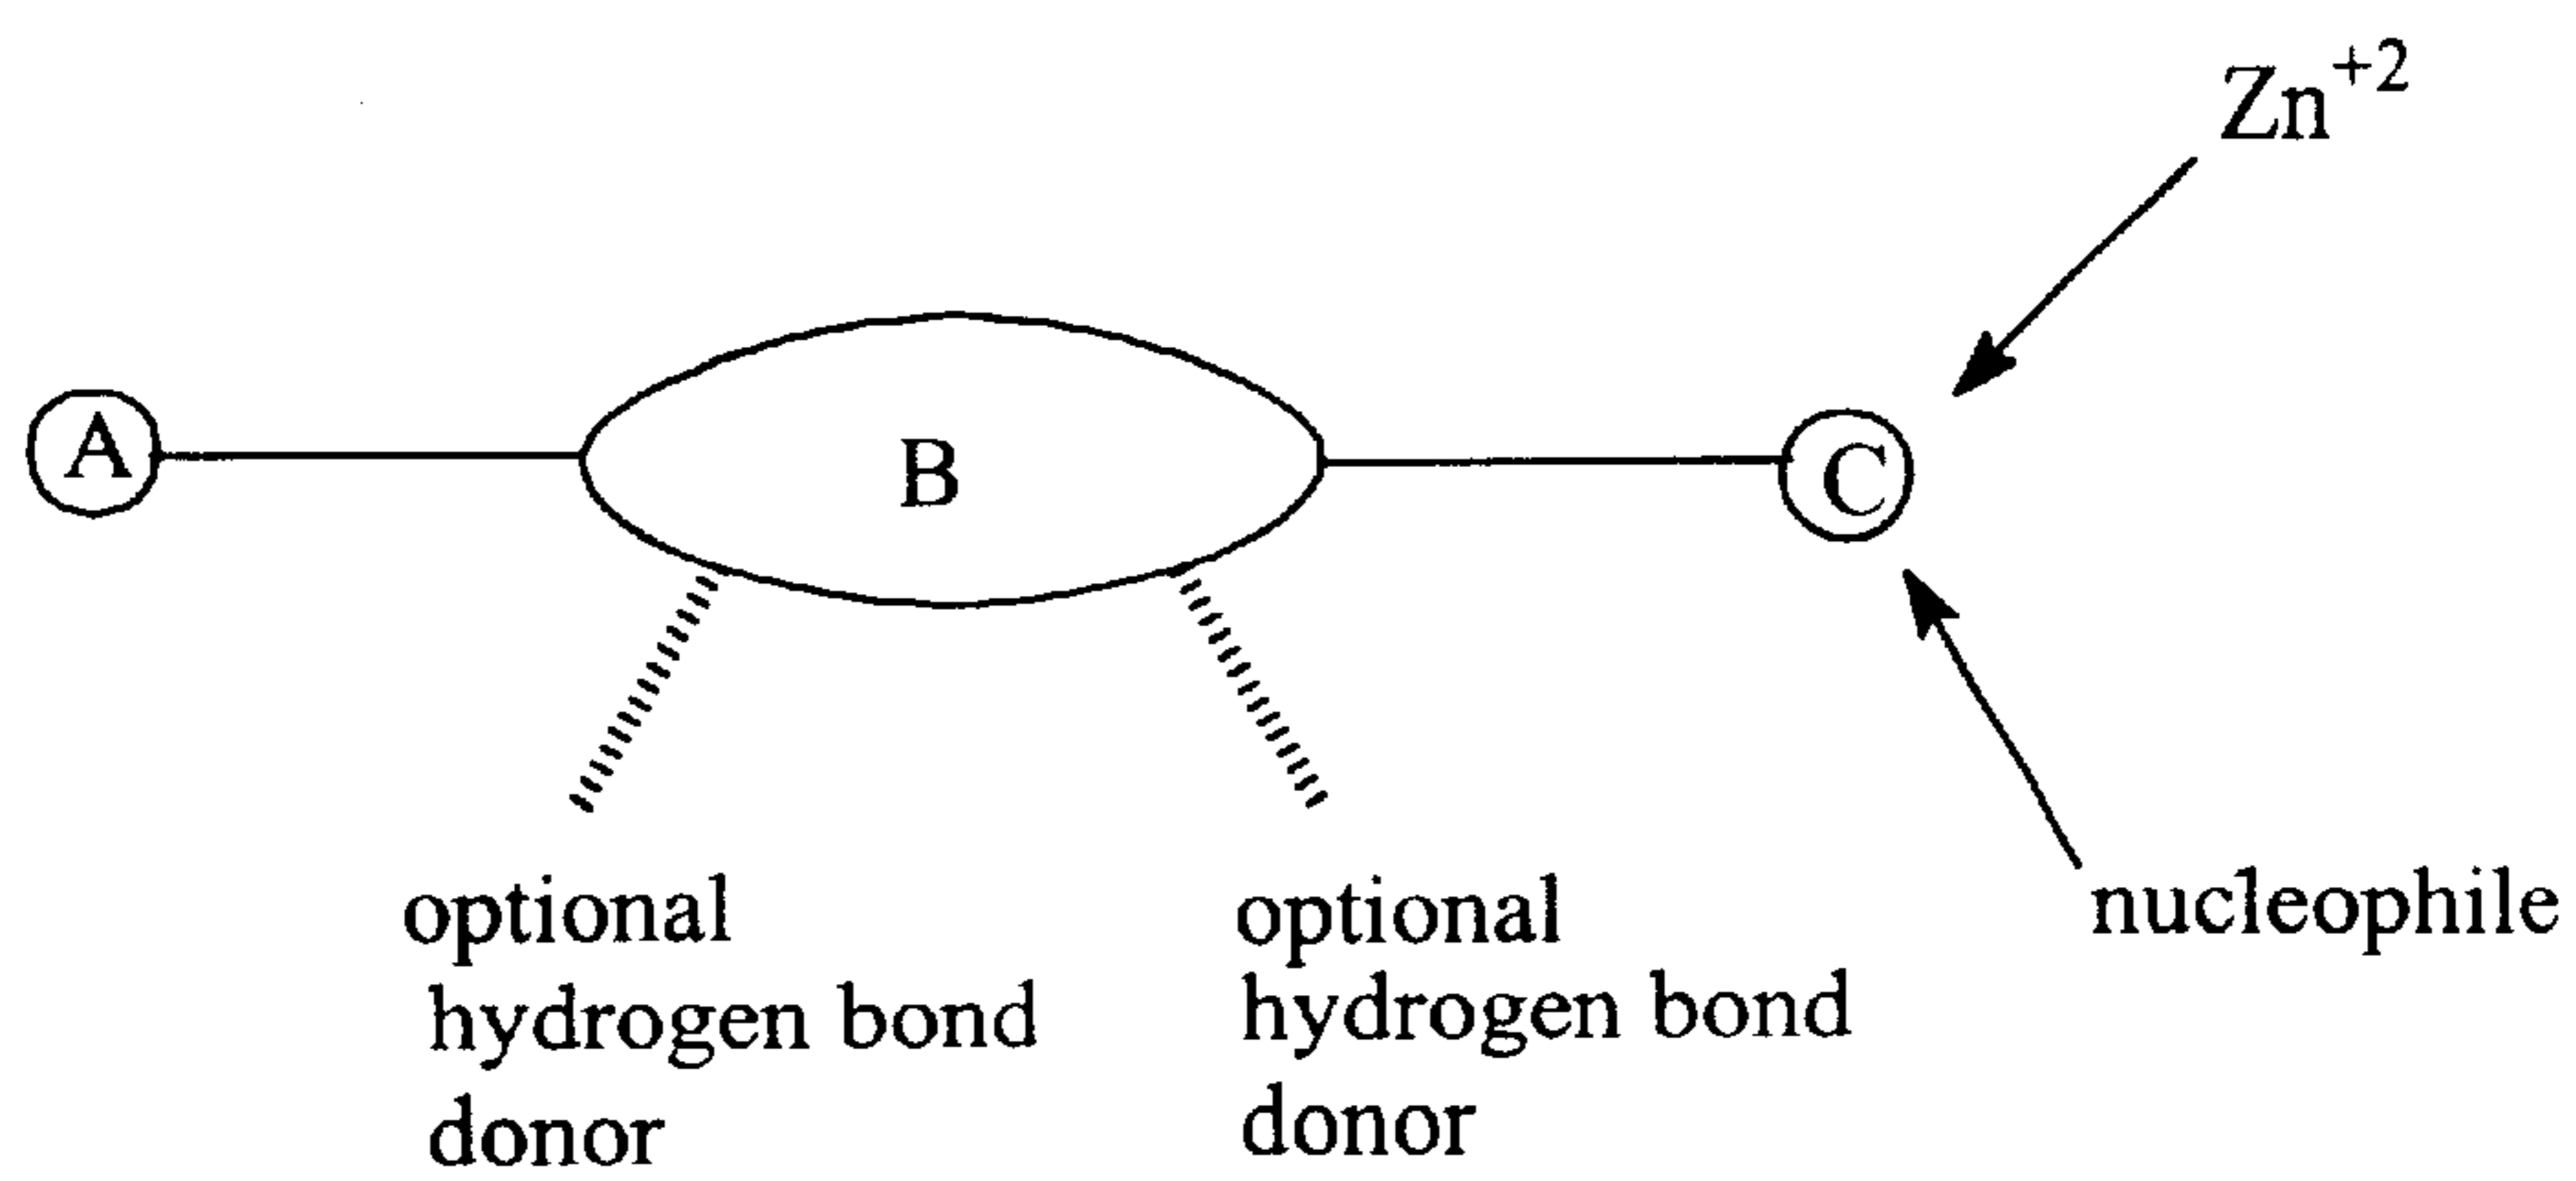 Zn+2
A
B
C
optional
hydrogen bond
donor
optional
hydrogen bond
donor
nucleophile